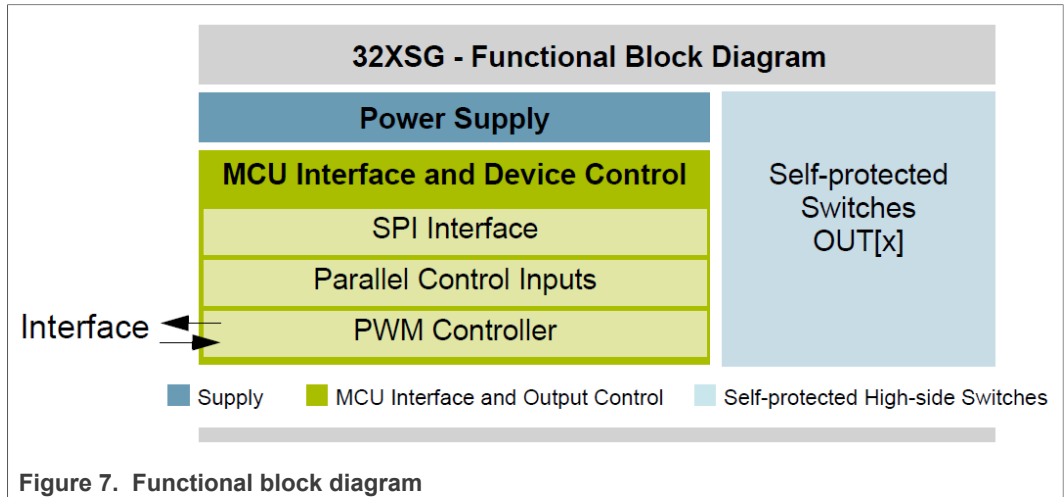 32XSG - Functional Block Diagram
Power Supply
MCU Interface and Device Control
SPI Interface
Parallel Control Inputs
PWM Controller
Interface
Self-protected
Switches
OUT[x]
Supply
MCU Interface and Output Control
Self-protected High-side Switches
Figure 7. Functional block diagram